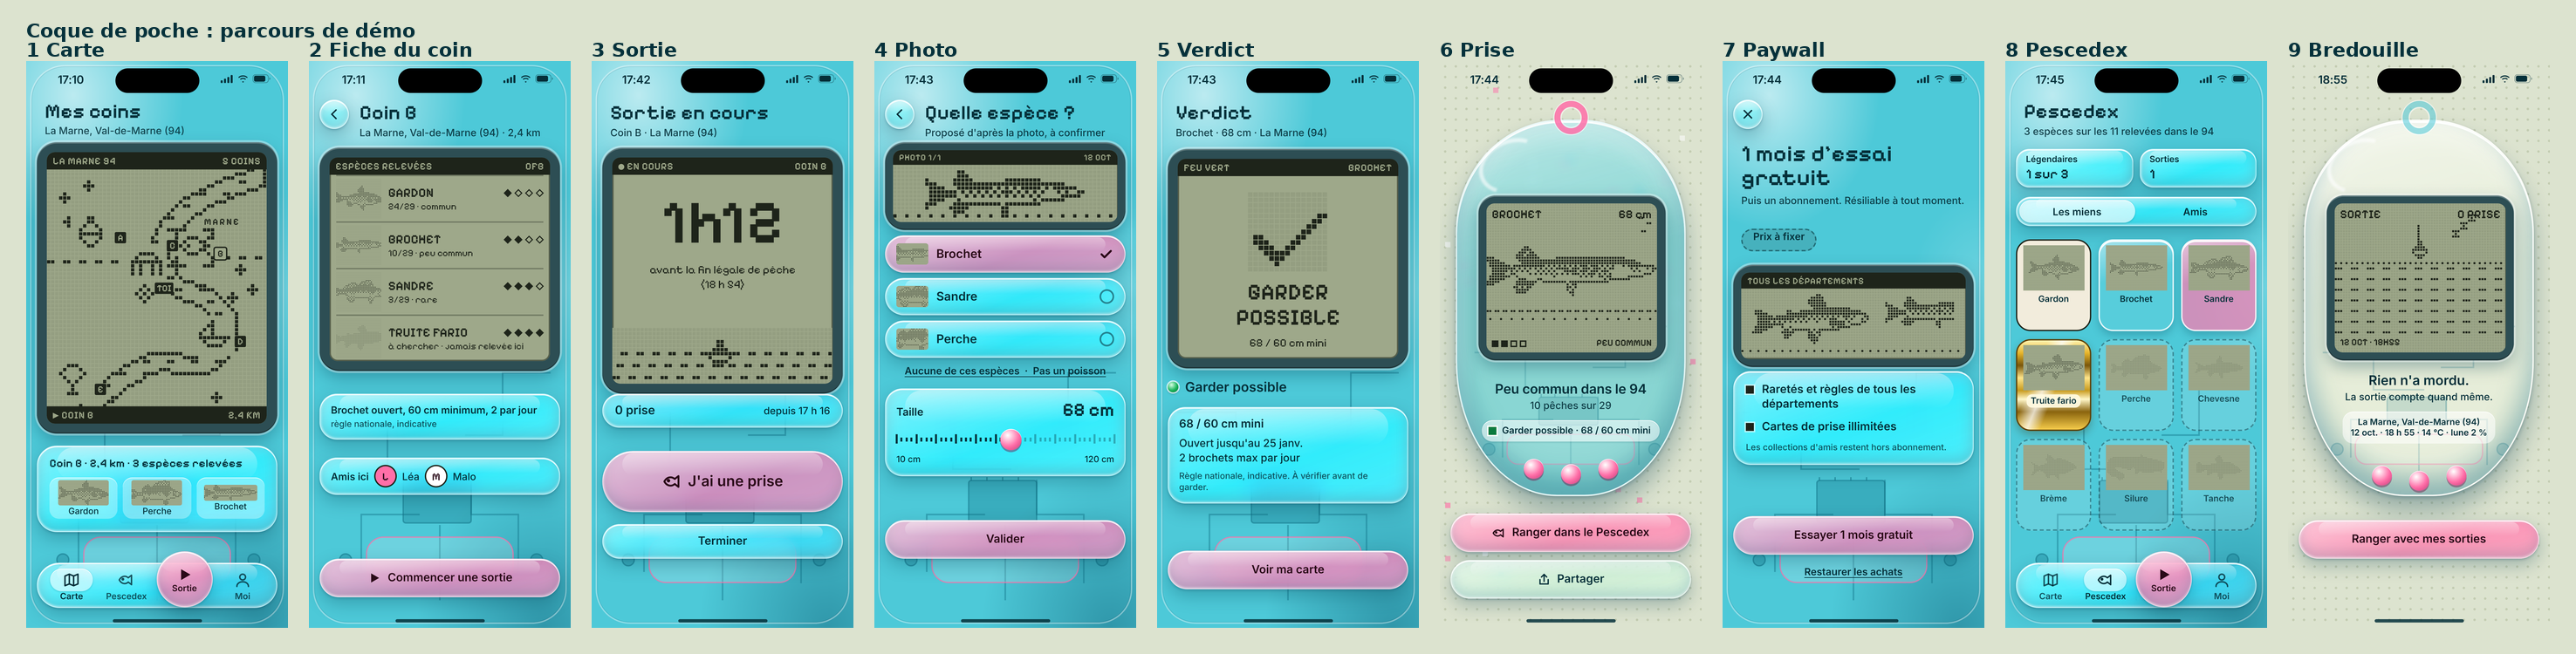 Coque de poche : parcours de démo
1 Carte
17:10
Mes coins
La Marne, Val-de-Marne (94)
LA MARNE 94
5 COINS
MARNE
A
C
B
TOI
D
E
▶ COIN B
2,4 KM
Coin B · 2,4 km · 3 espèces relevées
Gardon
Perche
Brochet
Carte
Pescedex
Sortie
Moi
2 Fiche du coin
17:11
Coin B
La Marne, Val-de-Marne (94) · 2,4 km
ESPÈCES RELEVÉES
OFB
GARDON
24/29 · commun
BROCHET
10/29 · peu commun
SANDRE
3/29 · rare
TRUITE FARIO
à chercher · jamais relevée ici
Brochet ouvert, 60 cm minimum, 2 par jour
règle nationale, indicative
Amis ici
L
Léa
M
Malo
Commencer une sortie
3 Sortie
17:42
Sortie en cours
Coin B · La Marne (94)
EN COURS
COIN B
1h12
avant la fin légale de pêche
(18 h 54)
0 prise
depuis 17 h 16
J'ai une prise
Terminer
4 Photo
17:43
Quelle espèce ?
Proposé d'après la photo, à confirmer
PHOTO 1/1
12 OCT
Brochet
Sandre
Perche
Aucune de ces espèces · Pas un poisson
Taille
68 cm
10 cm
120 cm
Valider
5 Verdict
17:43
Verdict
Brochet · 68 cm · La Marne (94)
FEU VERT
BROCHET
GARDER
POSSIBLE
68 / 60 cm mini
Garder possible
68 / 60 cm mini
Ouvert jusqu'au 25 janv.
2 brochets max par jour
Règle nationale, indicative. À vérifier avant de
garder.
Voir ma carte
6 Prise
17:44
BROCHET
68 cm
PEU COMMUN
Peu commun dans le 94
10 pêches sur 29
Garder possible · 68 / 60 cm mini
Ranger dans le Pescedex
Partager
7 Paywall
17:44
1 mois d'essai
gratuit
Puis un abonnement. Résiliable à tout moment.
Prix à fixer
TOUS LES DÉPARTEMENTS
Raretés et règles de tous les
départements
Cartes de prise illimitées
Les collections d'amis restent hors abonnement.
Essayer 1 mois gratuit
Restaurer les achats
8 Pescedex
17:45
Pescedex
3 espèces sur les 11 relevées dans le 94
Légendaires
1 sur 3
Sorties
1
Les miens
Amis
Gardon
Brochet
Sandre
Truite fario
Perche
Chevesne
Brème
Silure
Tanche
Carte
Pescedex
Sortie
Moi
9 Bredouille
18:55
SORTIE
0 PRISE
12 OCT · 18H55
Rien n'a mordu.
La sortie compte quand même.
La Marne, Val-de-Marne (94)
12 oct. · 18 h 55 · 14 °C · lune 2 %
Ranger avec mes sorties